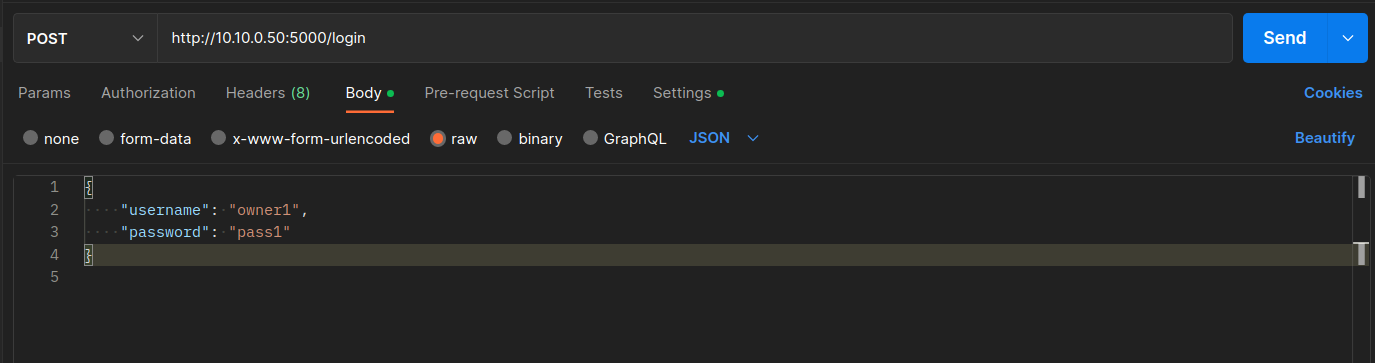 POST http://10.10.0.50:5000/login Send
Params Authorization Headers (8) Body Pre-request Script Tests Settings Cookies
none form-data x-www-form-urlencoded raw binary GraphQL JSON Beautify
1 {
2 ····"username":·"owner1",
3 ····"password":·"pass1"
4 }
5